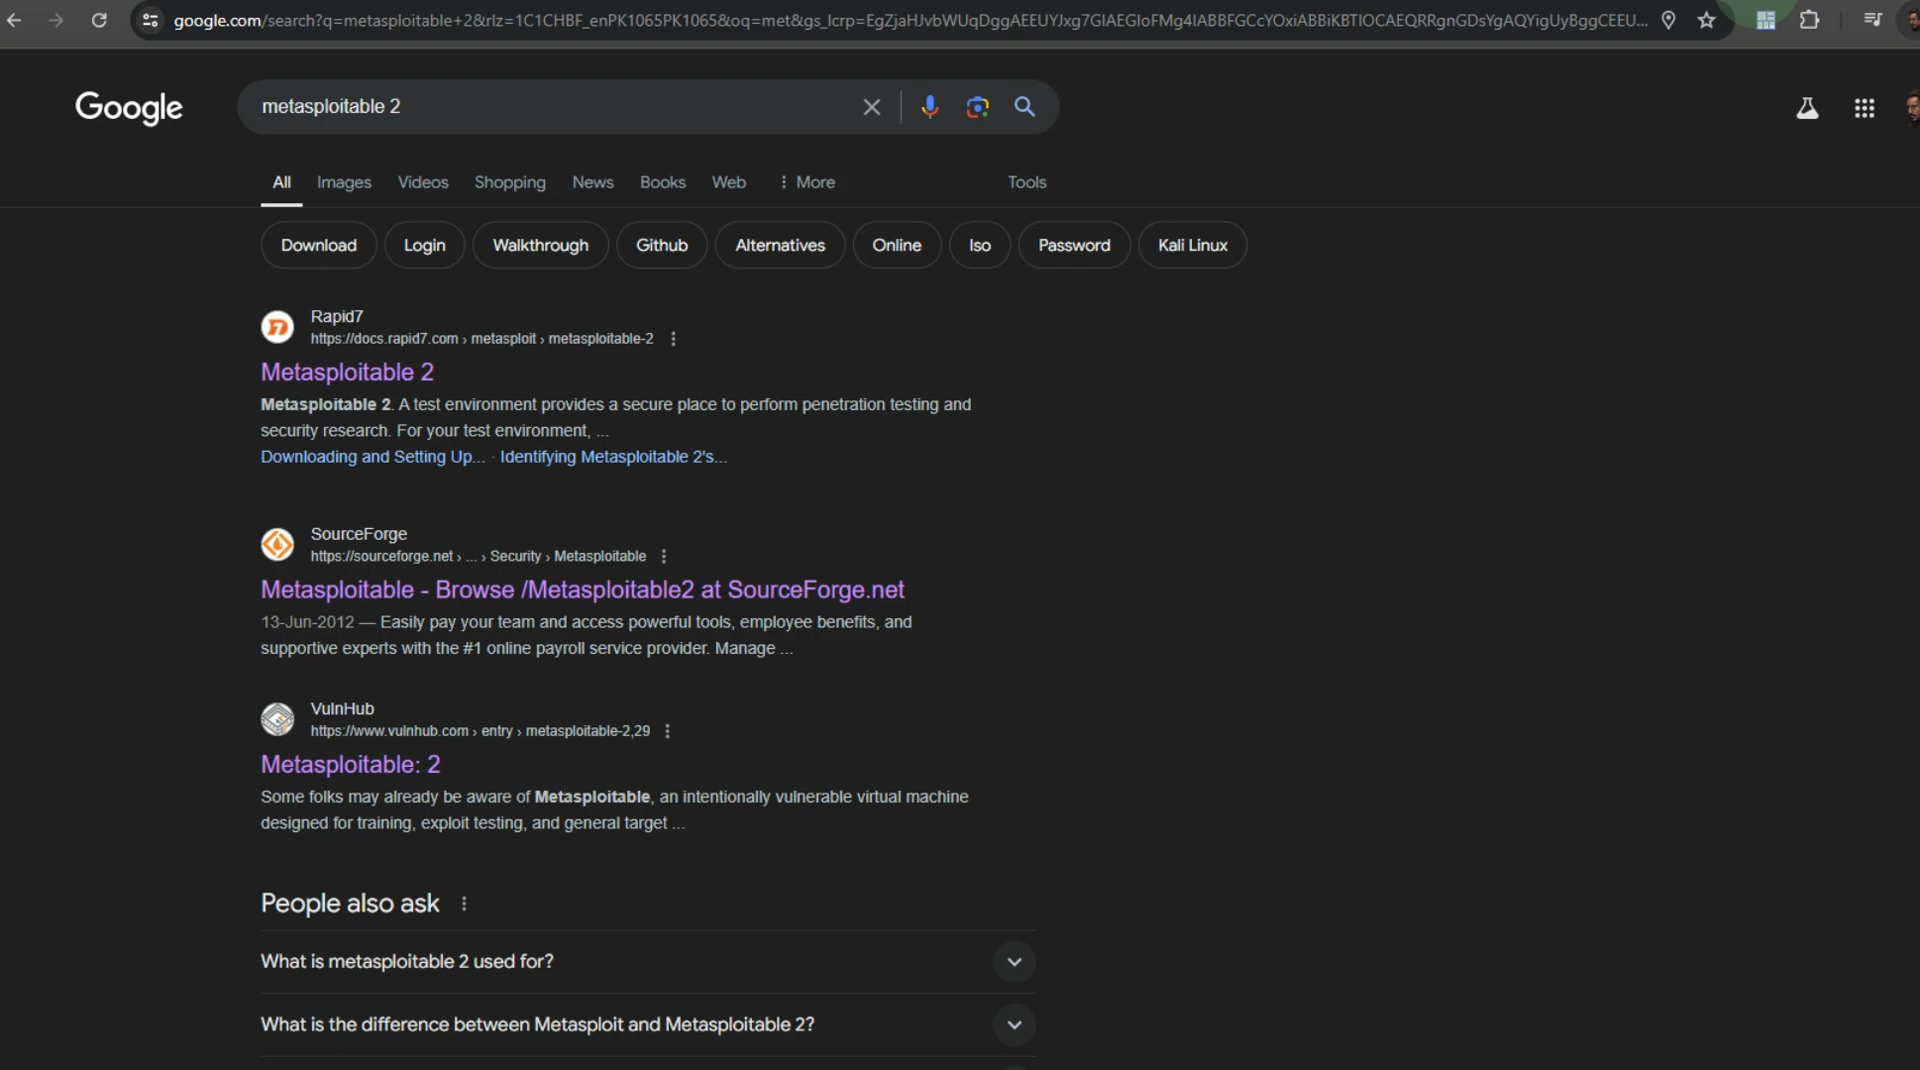 google.com/search?q=metasploitable+2&rlz=1C1CHBF_enPK1065PK1065&oq=met&gs_lcrp=EgZjaHJvbWUqDggAEEUYJxg7GIAEGIoFMg4IABBFGCcYOxiABBiKBTIOCAEQRRgnGDsYgAQYigUyBggCEEU...
Google
metasploitable 2
All Images Videos Shopping News Books Web More Tools
Download Login Walkthrough Github Alternatives Online Iso Password Kali Linux
Rapid7
https://docs.rapid7.com › metasploit › metasploitable-2
Metasploitable 2
Metasploitable 2. A test environment provides a secure place to perform penetration testing and
security research. For your test environment, ...
Downloading and Setting Up... · Identifying Metasploitable 2's...
SourceForge
https://sourceforge.net › ... › Security › Metasploitable
Metasploitable - Browse /Metasploitable2 at SourceForge.net
13-Jun-2012 — Easily pay your team and access powerful tools, employee benefits, and
supportive experts with the #1 online payroll service provider. Manage ...
VulnHub
https://www.vulnhub.com › entry › metasploitable-2,29
Metasploitable: 2
Some folks may already be aware of Metasploitable, an intentionally vulnerable virtual machine
designed for training, exploit testing, and general target ...
People also ask
What is metasploitable 2 used for?
What is the difference between Metasploit and Metasploitable 2?